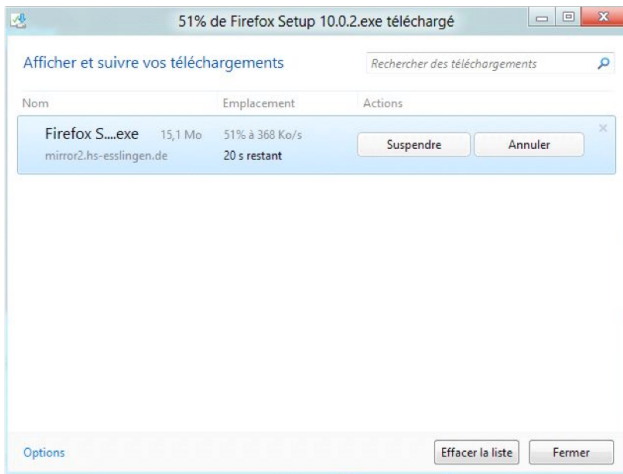 51% de Firefox Setup 10.0.2.exe téléchargé
Afficher et suivre vos téléchargements
Rechercher des téléchargements
Nom Emplacement Actions
Firefox S....exe 15,1 Mo 51% à 368 Ko/s Suspendre Annuler
mirror2.hs-esslingen.de 20 s restant
Options Effacer la liste Fermer